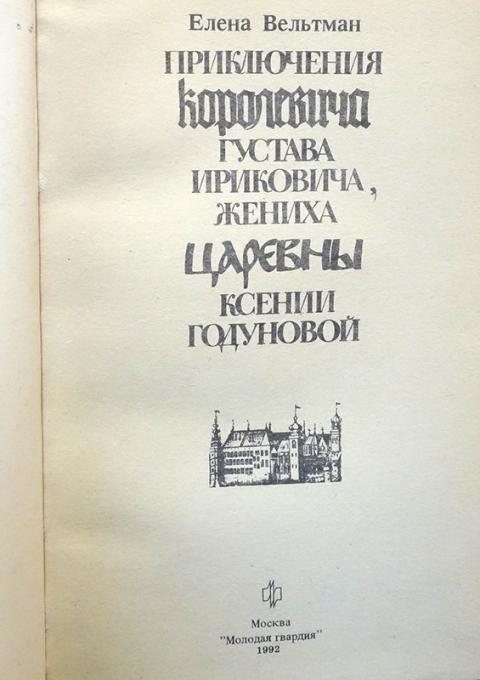 Елена Вельтман
ПРИКЛЮЧЕНИЯ
КОРОЛЕВИЧА
ГУСТАВА
ИРИКОВИЧА,
ЖЕНИХА
ЦАРЕВНЫ
КСЕНИИ
ГОДУНОВОЙ
Москва
"Молодая гвардия"
1992